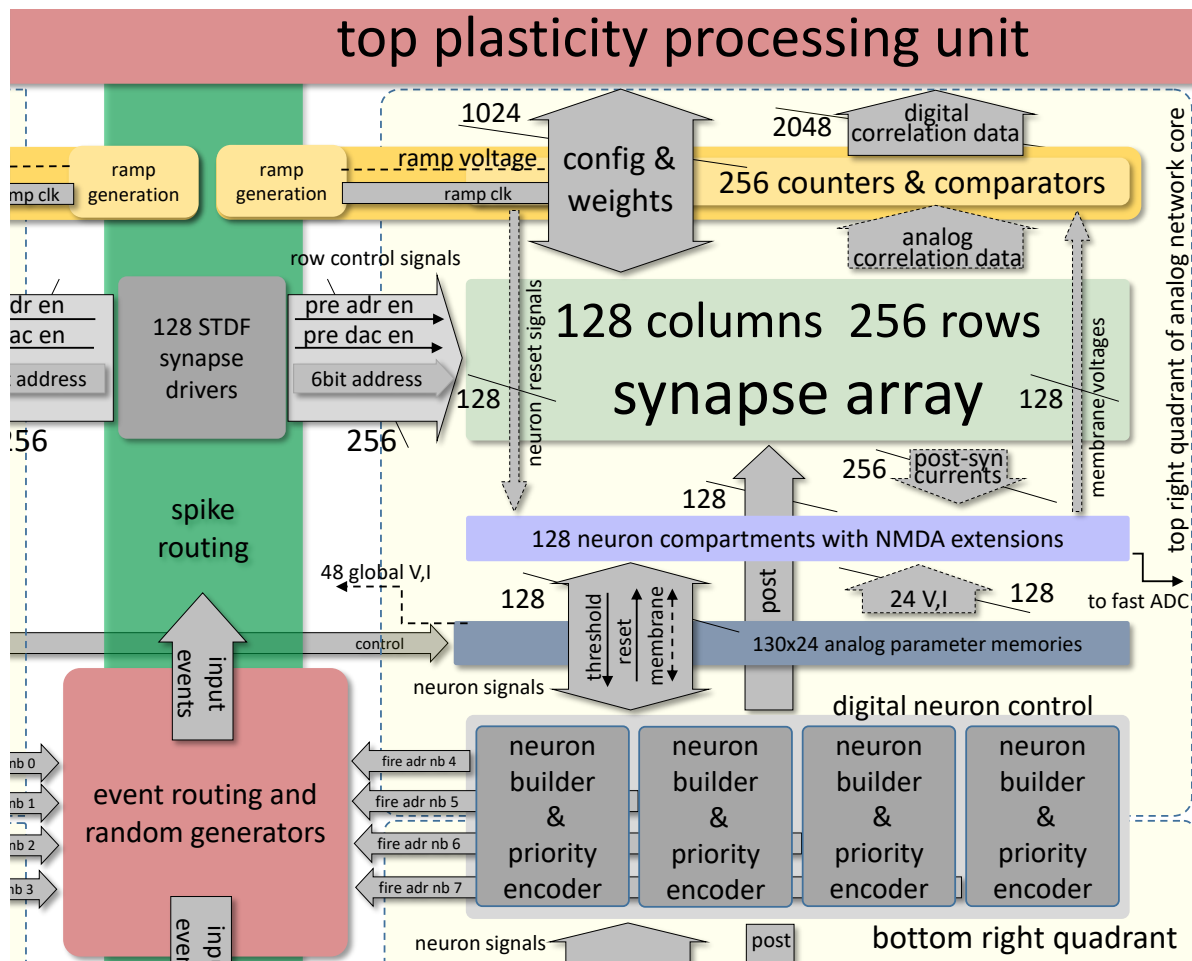 top plasticity processing unit
1024
2048
digital
correlation data
ramp voltage
config &
weights
ramp
generation
ramp
generation
256 counters & comparators
mp clk
ramp clk
analog
correlation data
row control signals
top right quadrant of analog network core
neuron reset signals
membrane voltages
dr en
dac en
address
128 STDF
synapse
drivers
pre adr en
pre dac en
6bit address
128 columns 256 rows
synapse array
128
128
256
256
256
post-syn
currents
128
spike
routing
128 neuron compartments with NMDA extensions
48 global V,I
128
post
24 V,I
128
to fast ADC
threshold
reset
membrane
control
130x24 analog parameter memories
input
events
neuron signals
digital neuron control
nb 0
nb 1
nb 2
nb 3
event routing and
random generators
fire adr nb 4
fire adr nb 5
fire adr nb 6
fire adr nb 7
neuron
builder
&
priority
encoder
neuron
builder
&
priority
encoder
neuron
builder
&
priority
encoder
neuron
builder
&
priority
encoder
inp
even
neuron signals
post
bottom right quadrant